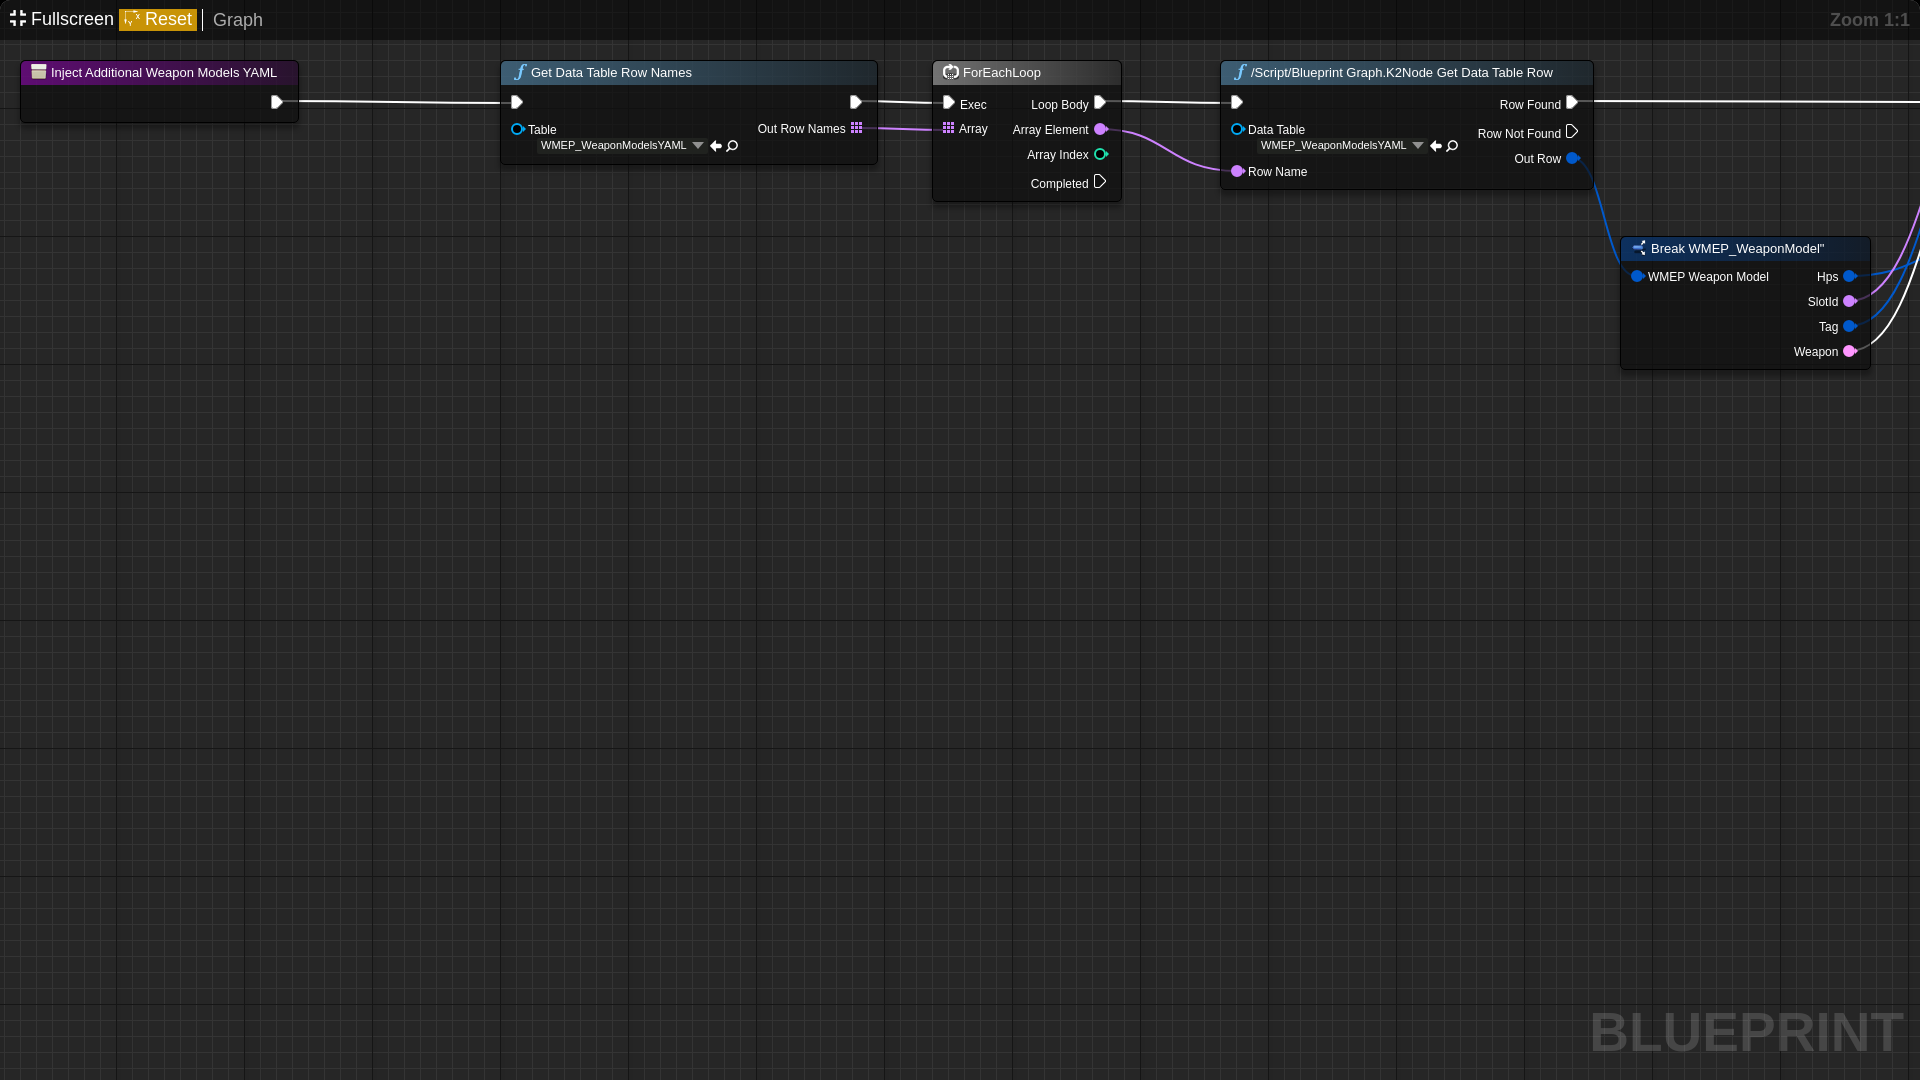 Fullscreen Reset Graph Zoom 1:1
Inject Additional Weapon Models YAML
Get Data Table Row Names
Table
WMEP_WeaponModelsYAML
Out Row Names
ForEachLoop
Exec Loop Body
Array Array Element
Array Index
Completed
/Script/Blueprint Graph.K2Node Get Data Table Row
Row Found
Data Table
WMEP_WeaponModelsYAML
Row Not Found
Out Row
Row Name
Break WMEP_WeaponModel"
WMEP Weapon Model Hps
SlotId
Tag
Weapon
BLUEPRINT